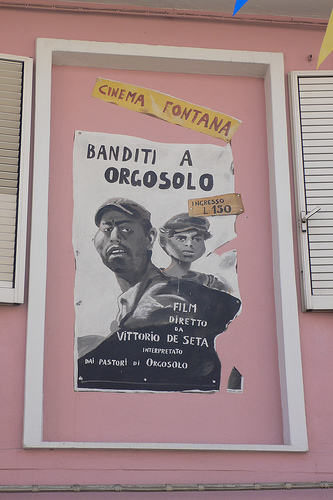 CINEMA FONTANA
BANDITI A
ORGOSOLO
INGRESSO
L 150
FILM
DIRETTO
DA
VITTORIO DE SETA
INTERPRETATO
DAI PASTORI DI ORGOSOLO